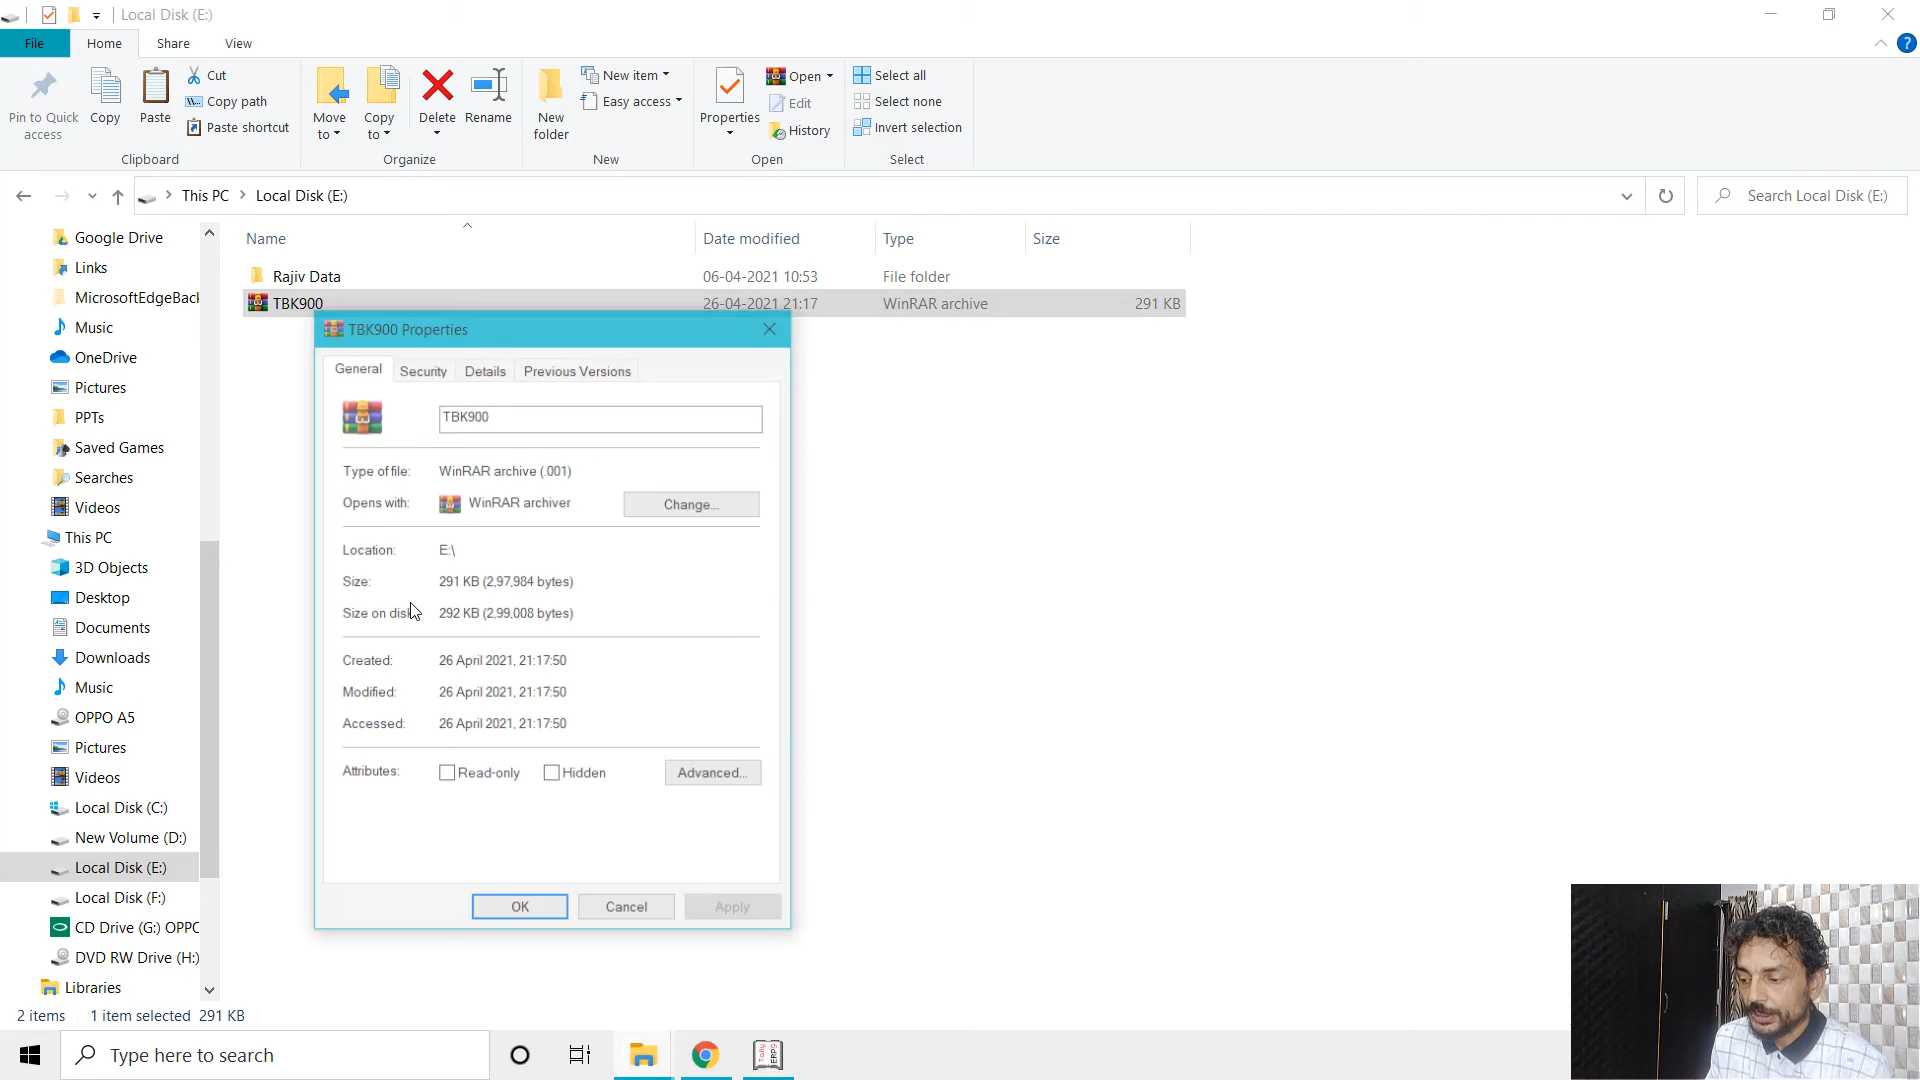 Local Disk (E:)
File
Home
Share
View
Pin to Quick access
Copy
Paste
Cut
Copy path
Paste shortcut
Clipboard
Move to
Copy to
Delete
Rename
Organize
New folder
New item
Easy access
New
Properties
Open
Edit
History
Open
Select all
Select none
Invert selection
Select
This PC > Local Disk (E:)
Search Local Disk (E:)
Name
Date modified
Type
Size
Rajiv Data
06-04-2021 10:53
File folder
TBK900
26-04-2021 21:17
WinRAR archive
291 KB
Google Drive
Links
MicrosoftEdgeBack
Music
OneDrive
Pictures
PPTs
Saved Games
Searches
Videos
This PC
3D Objects
Desktop
Documents
Downloads
Music
OPPO A5
Pictures
Videos
Local Disk (C:)
New Volume (D:)
Local Disk (E:)
Local Disk (F:)
CD Drive (G:) OPPO
DVD RW Drive (H:)
Libraries
TBK900 Properties
General
Security
Details
Previous Versions
TBK900
Type of file: WinRAR archive (.001)
Opens with: WinRAR archiver
Change...
Location: E:\
Size: 291 KB (2,97,984 bytes)
Size on disk 292 KB (2,99,008 bytes)
Created: 26 April 2021, 21:17:50
Modified: 26 April 2021, 21:17:50
Accessed: 26 April 2021, 21:17:50
Attributes: Read-only Hidden
Advanced...
OK
Cancel
Apply
2 items 1 item selected 291 KB
Type here to search
Tally
ERP9